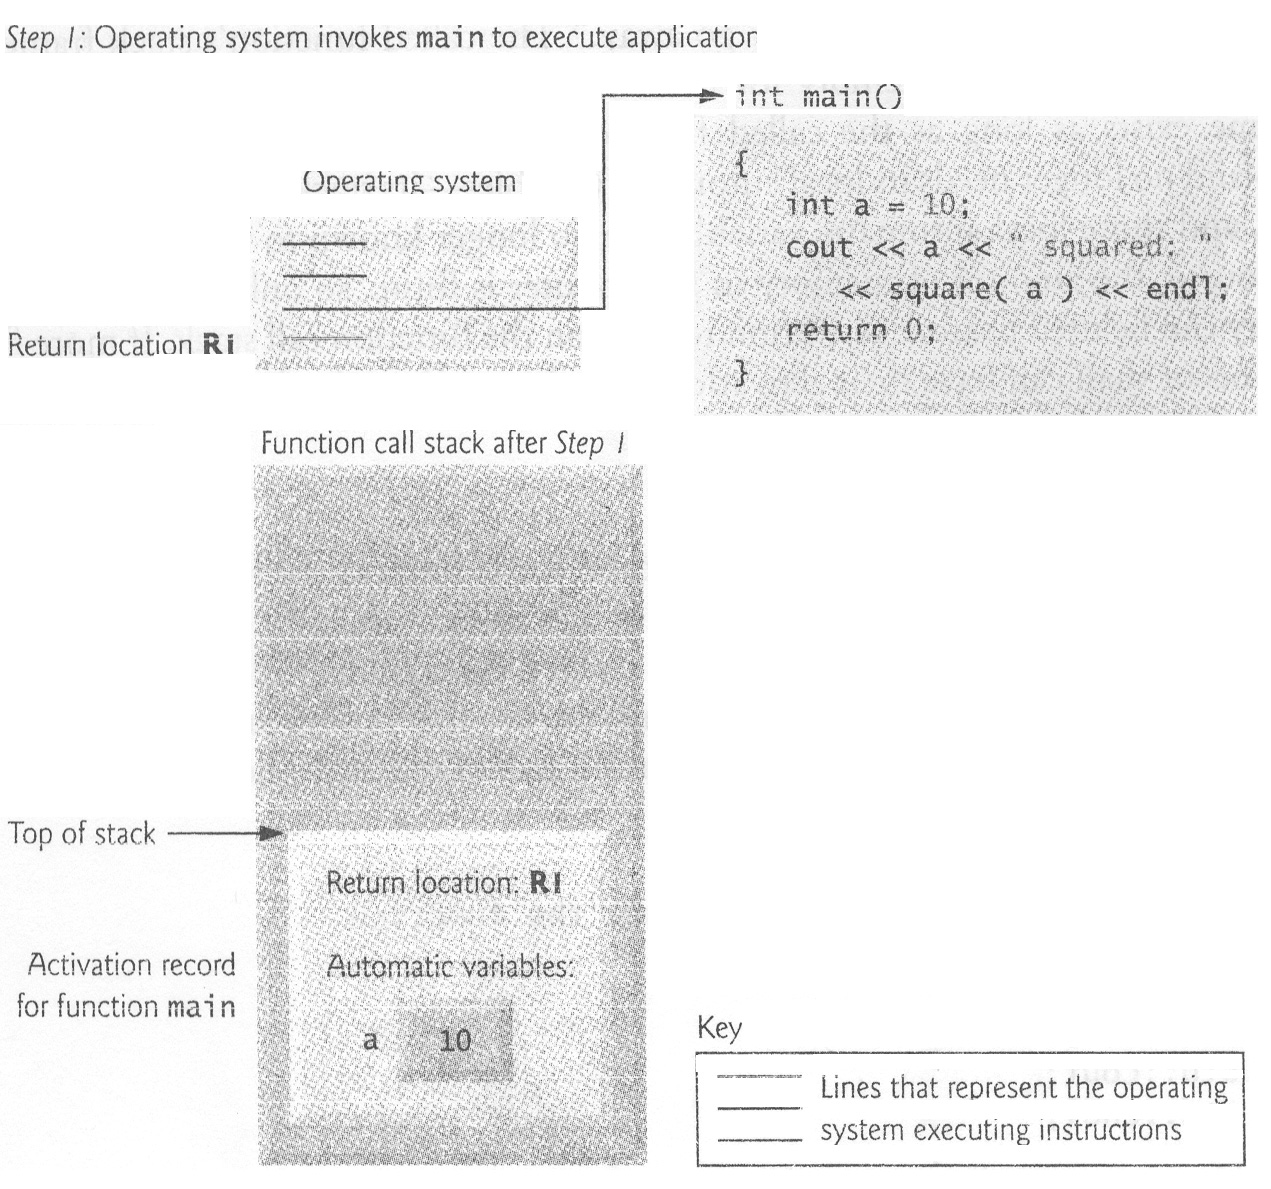 Step 1: Operating system invokes main to execute application
int main()
{
int a = 10;
cout << a << " squared: "
<< square( a ) << endl;
return 0;
}
Operating system
Return location R1
Function call stack after Step 1
Top of stack
Return location: R1
Activation record
for function main
Automatic variables:
a 10
Key
Lines that represent the operating
system executing instructions